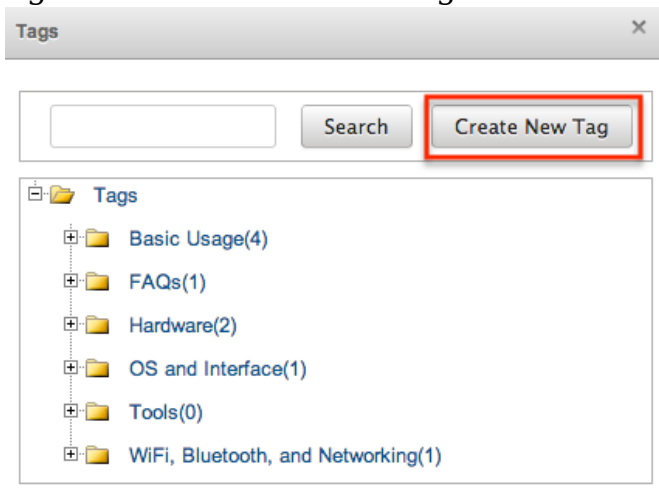 Tags
×
Search Create New Tag
Tags
Basic Usage(4)
FAQs(1)
Hardware(2)
OS and Interface(1)
Tools(0)
WiFi, Bluetooth, and Networking(1)